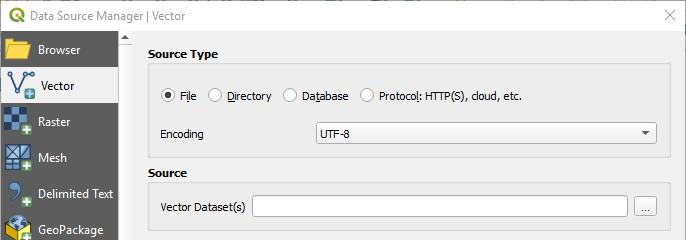 Data Source Manager | Vector
Browser
Vector
Raster
Mesh
Delimited Text
GeoPackage
Source Type
File Directory Database Protocol: HTTP(S), cloud, etc.
Encoding UTF-8
Source
Vector Dataset(s) ...